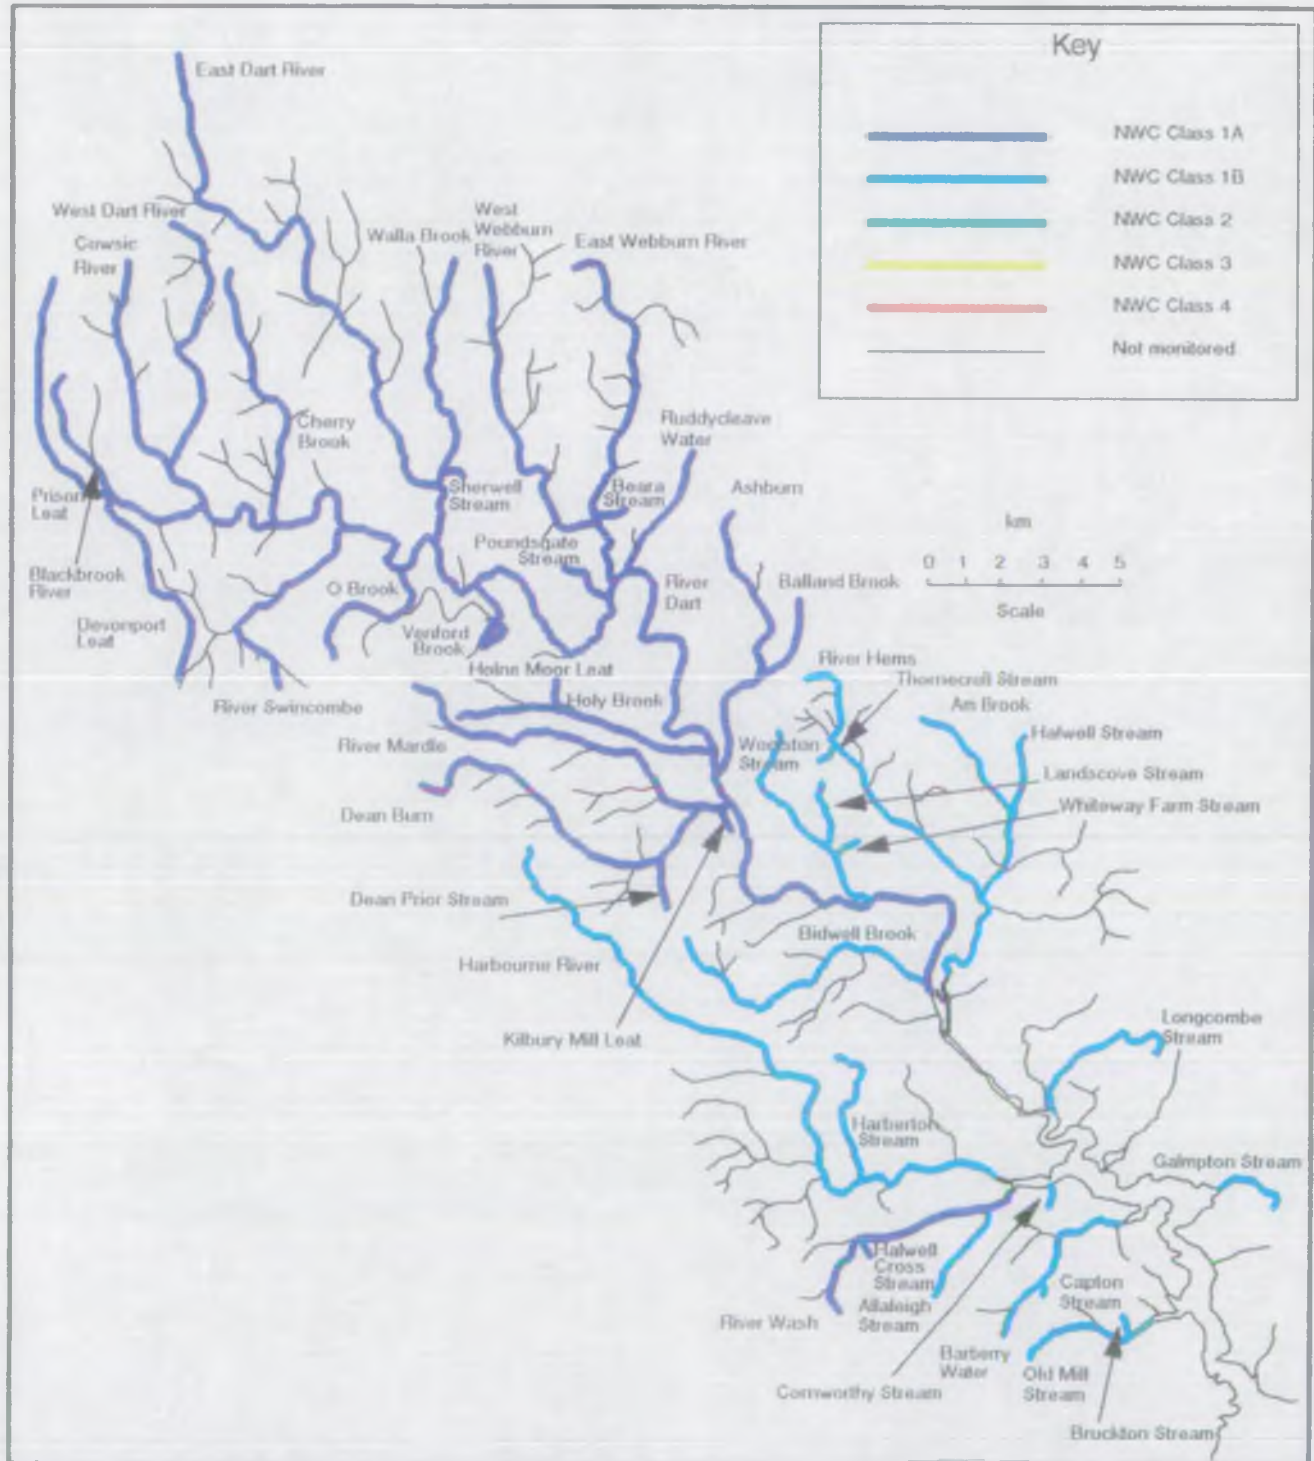 Key
NWC Class 1A
NWC Class 1B
NWC Class 2
NWC Class 3
NWC Class 4
Not monitored
East Dart River
West Dart River
Cowsic
River
Walla Brook
West
Webburn
River
East Webburn River
Cherry
Brook
Ruddycleave
Water
Prison
Leat
Sherwell
Stream
Beara
Stream
Ashburn
km
0 1 2 3 4 5
Scale
Poundsgate
Stream
Blackbrook
River
O Brook
River
Dart
Balland Brook
Devonport
Leat
Venford
Brook
Holne Moor Leat
River Hems
Thornecroft Stream
Am Brook
River Swincombe
Holy Brook
Halwell Stream
River Mardle
Woolston
Stream
Landscove Stream
Whiteway Farm Stream
Dean Burn
Dean Prior Stream
Bidwell Brook
Harbourne River
Kilbury Mill Leat
Longcombe
Stream
Harberton
Stream
Galmpton Stream
Halwell
Cross
Stream
Allaleigh
Stream
River Wash
Capton
Stream
Barberry
Water
Old Mill
Stream
Cornworthy Stream
Bruckton Stream